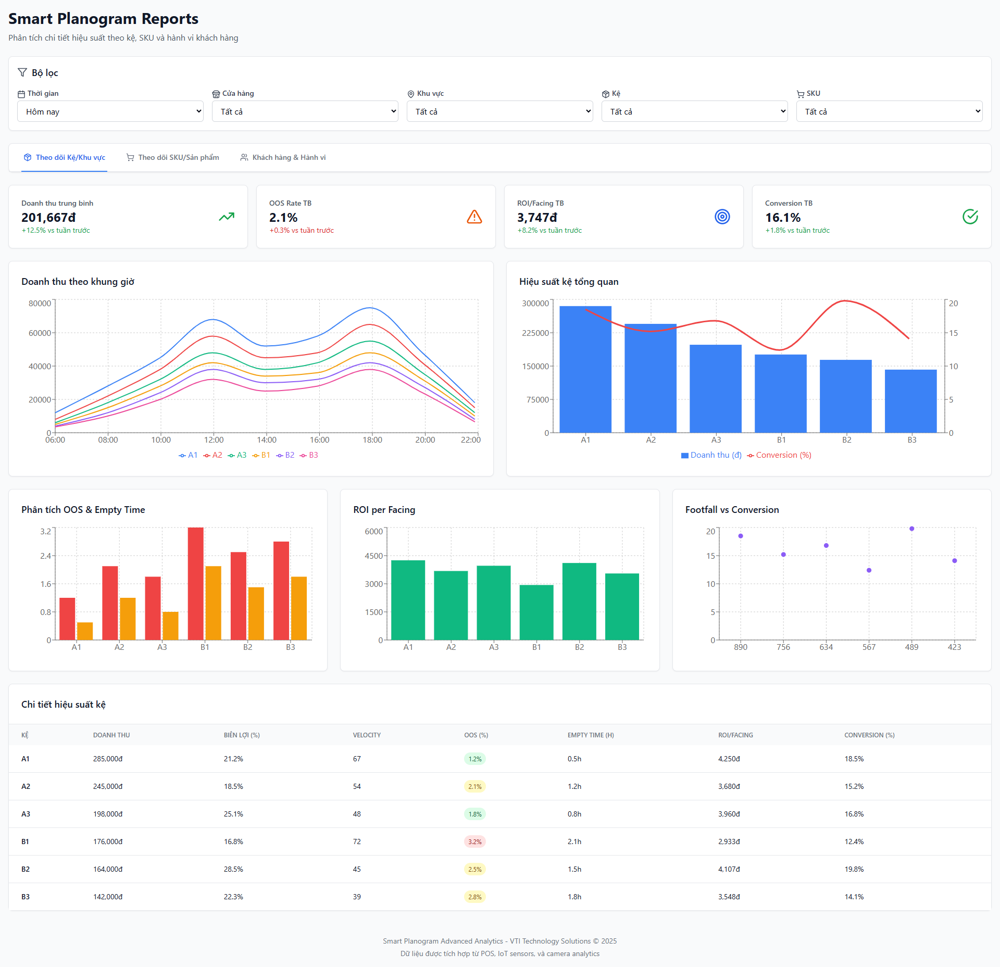 Smart Planogram Reports
Phân tích chi tiết hiệu suất theo kệ, SKU và hành vi khách hàng
Bộ lọc
Thời gian
Cửa hàng
Khu vực
Kệ
SKU
Hôm nay
Tất cả
Tất cả
Tất cả
Tất cả
Theo dõi Kệ/Khu vực
Theo dõi SKU/Sản phẩm
Khách hàng & Hành vi
Doanh thu trung bình
201,667đ
+12.5% vs tuần trước
OOS Rate TB
2.1%
+0.3% vs tuần trước
ROI/Facing TB
3,747đ
+8.2% vs tuần trước
Conversion TB
16.1%
+1.8% vs tuần trước
Doanh thu theo khung giờ
80000
60000
40000
20000
0
06:00 08:00 10:00 12:00 14:00 16:00 18:00 20:00 22:00
A1 A2 A3 B1 B2 B3
Hiệu suất kệ tổng quan
300000
225000
150000
75000
0
20
15
10
5
0
A1 A2 A3 B1 B2 B3
Doanh thu (đ) Conversion (%)
Phân tích OOS & Empty Time
3.2
2.4
1.6
0.8
0
A1 A2 A3 B1 B2 B3
ROI per Facing
6000
4500
3000
1500
0
A1 A2 A3 B1 B2 B3
Footfall vs Conversion
20
15
10
5
0
890 756 634 567 489 423
Chi tiết hiệu suất kệ
KỆ DOANH THU BIÊN LỢI (%) VELOCITY OOS (%) EMPTY TIME (H) ROI/FACING CONVERSION (%)
A1 285,000đ 21.2% 67 1.2% 0.5h 4,250đ 18.5%
A2 245,000đ 18.5% 54 2.1% 1.2h 3,680đ 15.2%
A3 198,000đ 25.1% 48 1.8% 0.8h 3,960đ 16.8%
B1 176,000đ 16.8% 72 3.2% 2.1h 2,933đ 12.4%
B2 164,000đ 28.5% 45 2.5% 1.5h 4,107đ 19.8%
B3 142,000đ 22.3% 39 2.8% 1.8h 3,548đ 14.1%
Smart Planogram Advanced Analytics - VTI Technology Solutions © 2025
Dữ liệu được tích hợp từ POS, IoT sensors, và camera analytics